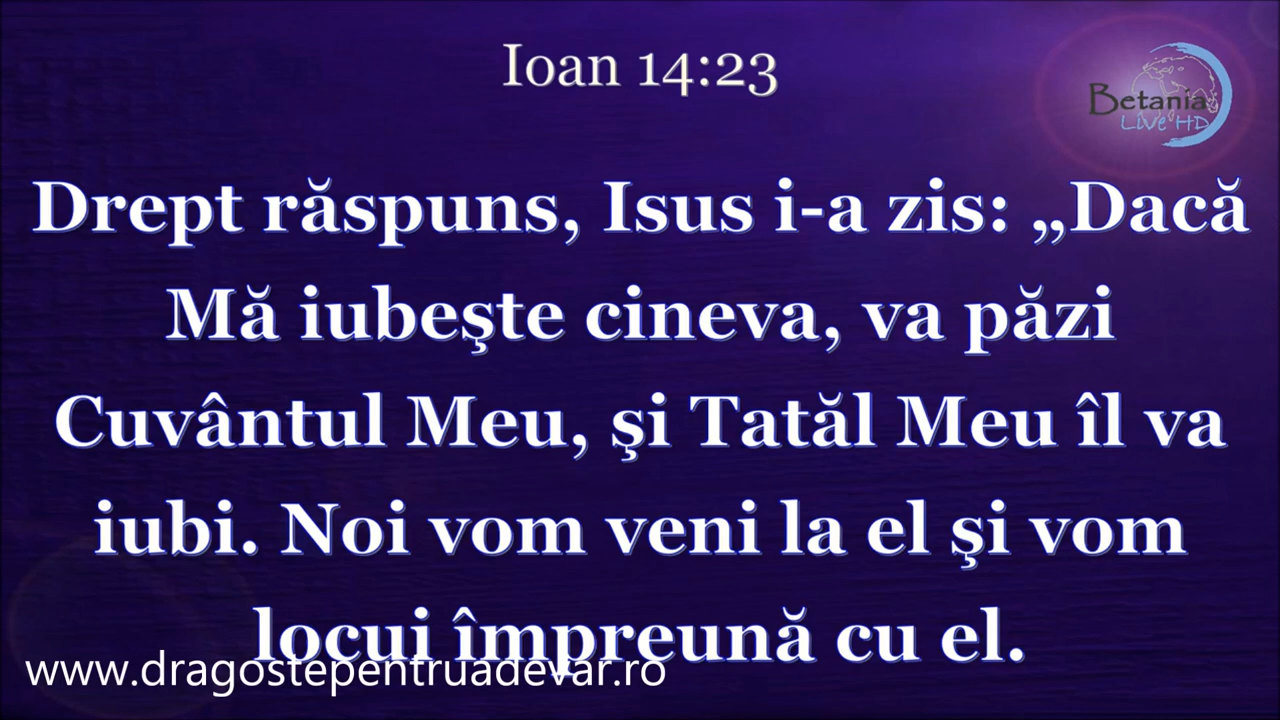 Ioan 14:23
Betania
Live HD
Drept răspuns, Isus i-a zis: „Dacă
Mă iubeşte cineva, va păzi
Cuvântul Meu, şi Tatăl Meu îl va
iubi. Noi vom veni la el şi vom
locui împreună cu el.
www.dragostepentruadevar.ro